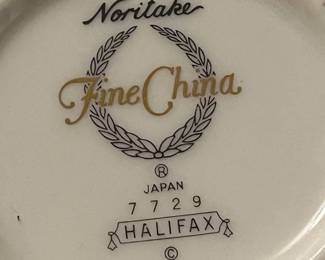 Noritake
Fine China
®
JAPAN
7729
HALIFAX
©